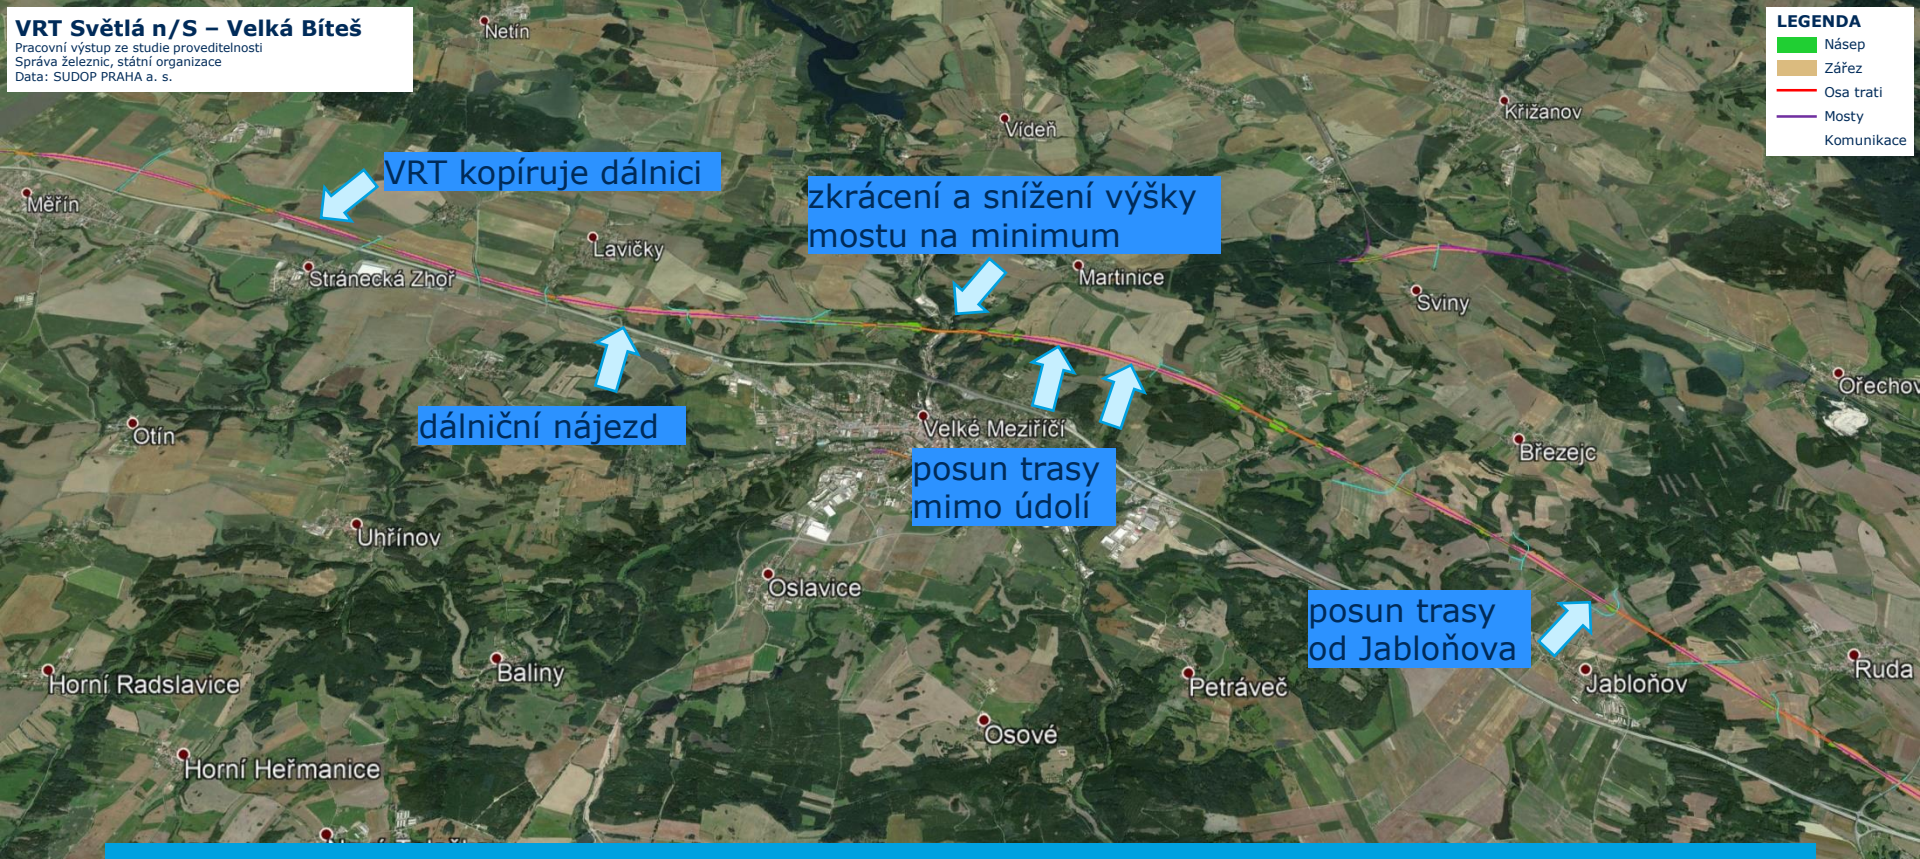 VRT Světlá n/S – Velká Bíteš
Pracovní výstup ze studie proveditelnosti
Správa železnic, státní organizace
Data: SUDOP PRAHA a. s.
LEGENDA
Násep
Zářez
Osa trati
Mosty
Komunikace
Netín
Vídeň
Křižanov
VRT kopíruje dálnici
zkrácení a snížení výšky
mostu na minimum
Měřín
Lavičky
Stránecká Zhoř
Martinice
Sviny
dálniční nájezd
Ořechov
Otín
Velké Meziříčí
Březejc
posun trasy
mimo údolí
Uhřínov
Oslavice
posun trasy
od Jabloňova
Horní Radslavice
Baliny
Petráveč
Jabloňov
Ruda
Osové
Horní Heřmanice